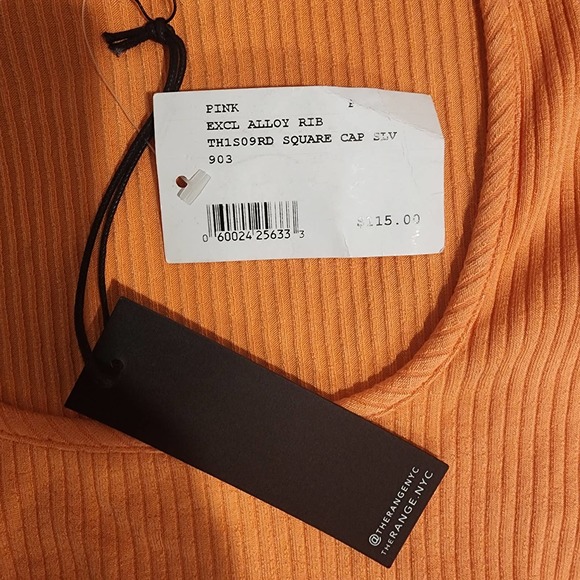 PINK
EXCL ALLOY RIB
TH1S09RD SQUARE CAP SLV
903
0 60024 25633 3
$115.00
@THERANGENYC
THERANGE.NYC